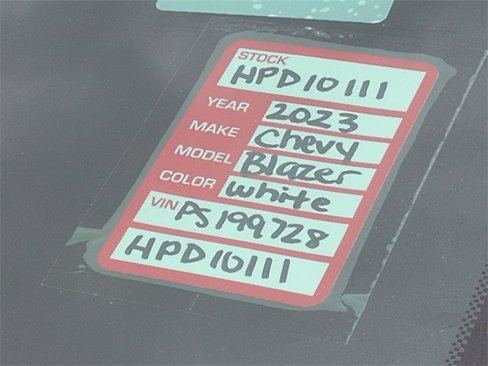 STOCK
HPD10111
YEAR 2023
MAKE Chevy
MODEL Blazer
COLOR white
VIN PS199728
HPD10111